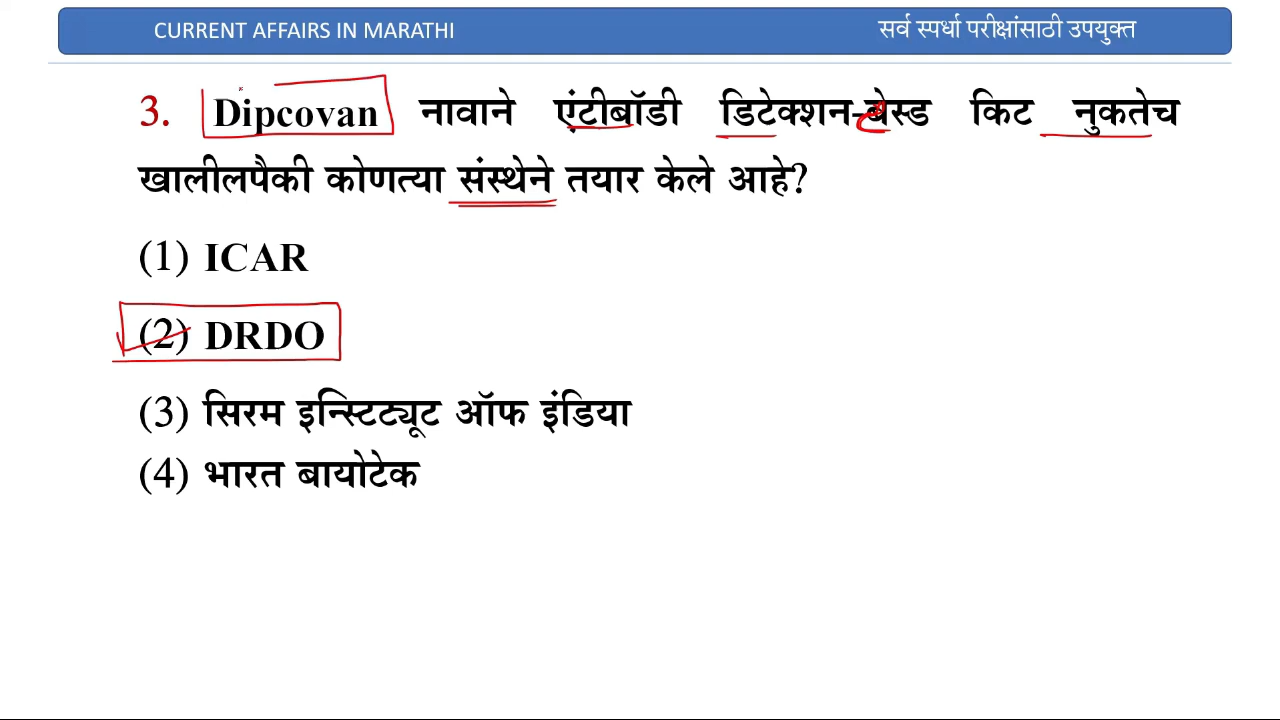 CURRENT AFFAIRS IN MARATHI सर्व स्पर्धा परीक्षांसाठी उपयुक्त
3. Dipcovan नावाने एंटीबॉडी डिटेक्शन-बेस्ड किट नुकतेच
खालीलपैकी कोणत्या संस्थेने तयार केले आहे?
(1) ICAR
(2) DRDO
(3) सिरम इन्स्टिट्यूट ऑफ इंडिया
(4) भारत बायोटेक